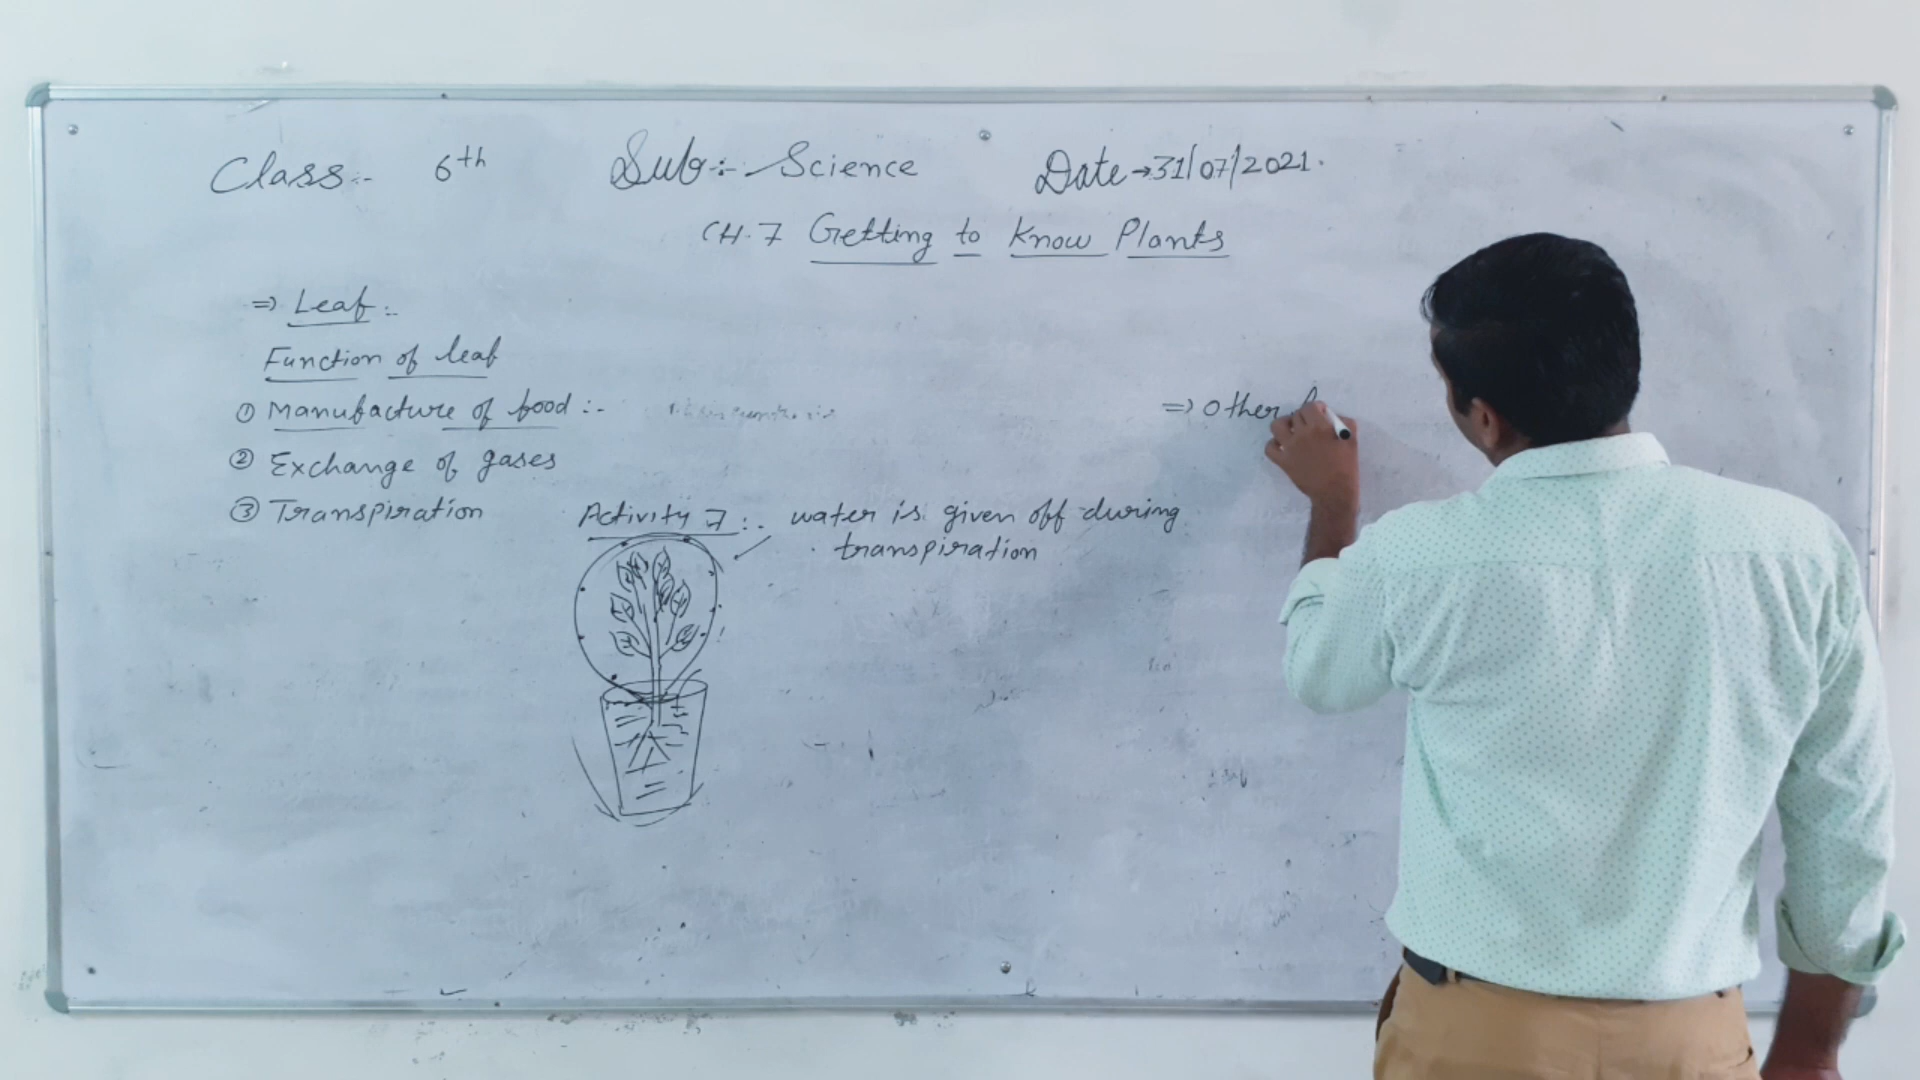 Class:- 6th Sub:- Science Date→31/07/2021.
CH.7 Getting to Know Plants
⇒ Leaf:-
Function of leaf
① Manufacture of food:-
② Exchange of gases
③ Transpiration
Activity 7:- water is given off during
transpiration
⇒ Other